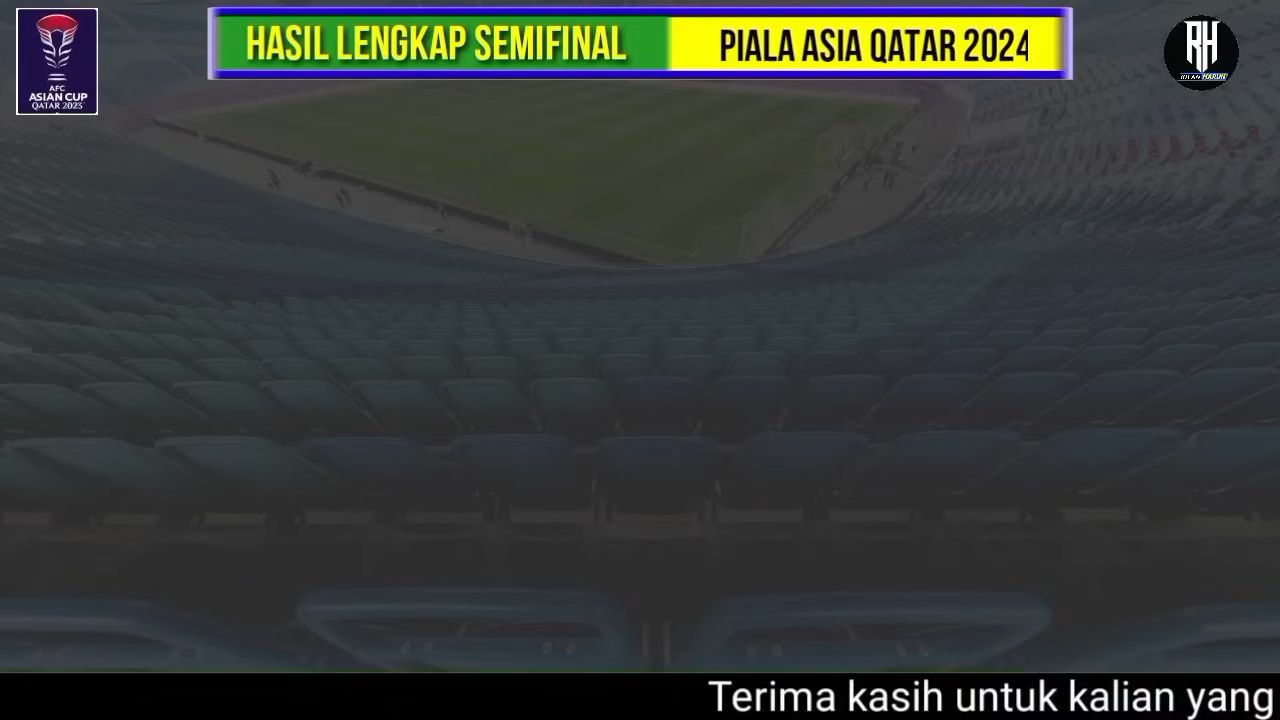 HASIL LENGKAP SEMIFINAL
PIALA ASIA QATAR 2024
RH
AFC
ASIAN CUP
QATAR 2023
Terima kasih untuk kalian yang